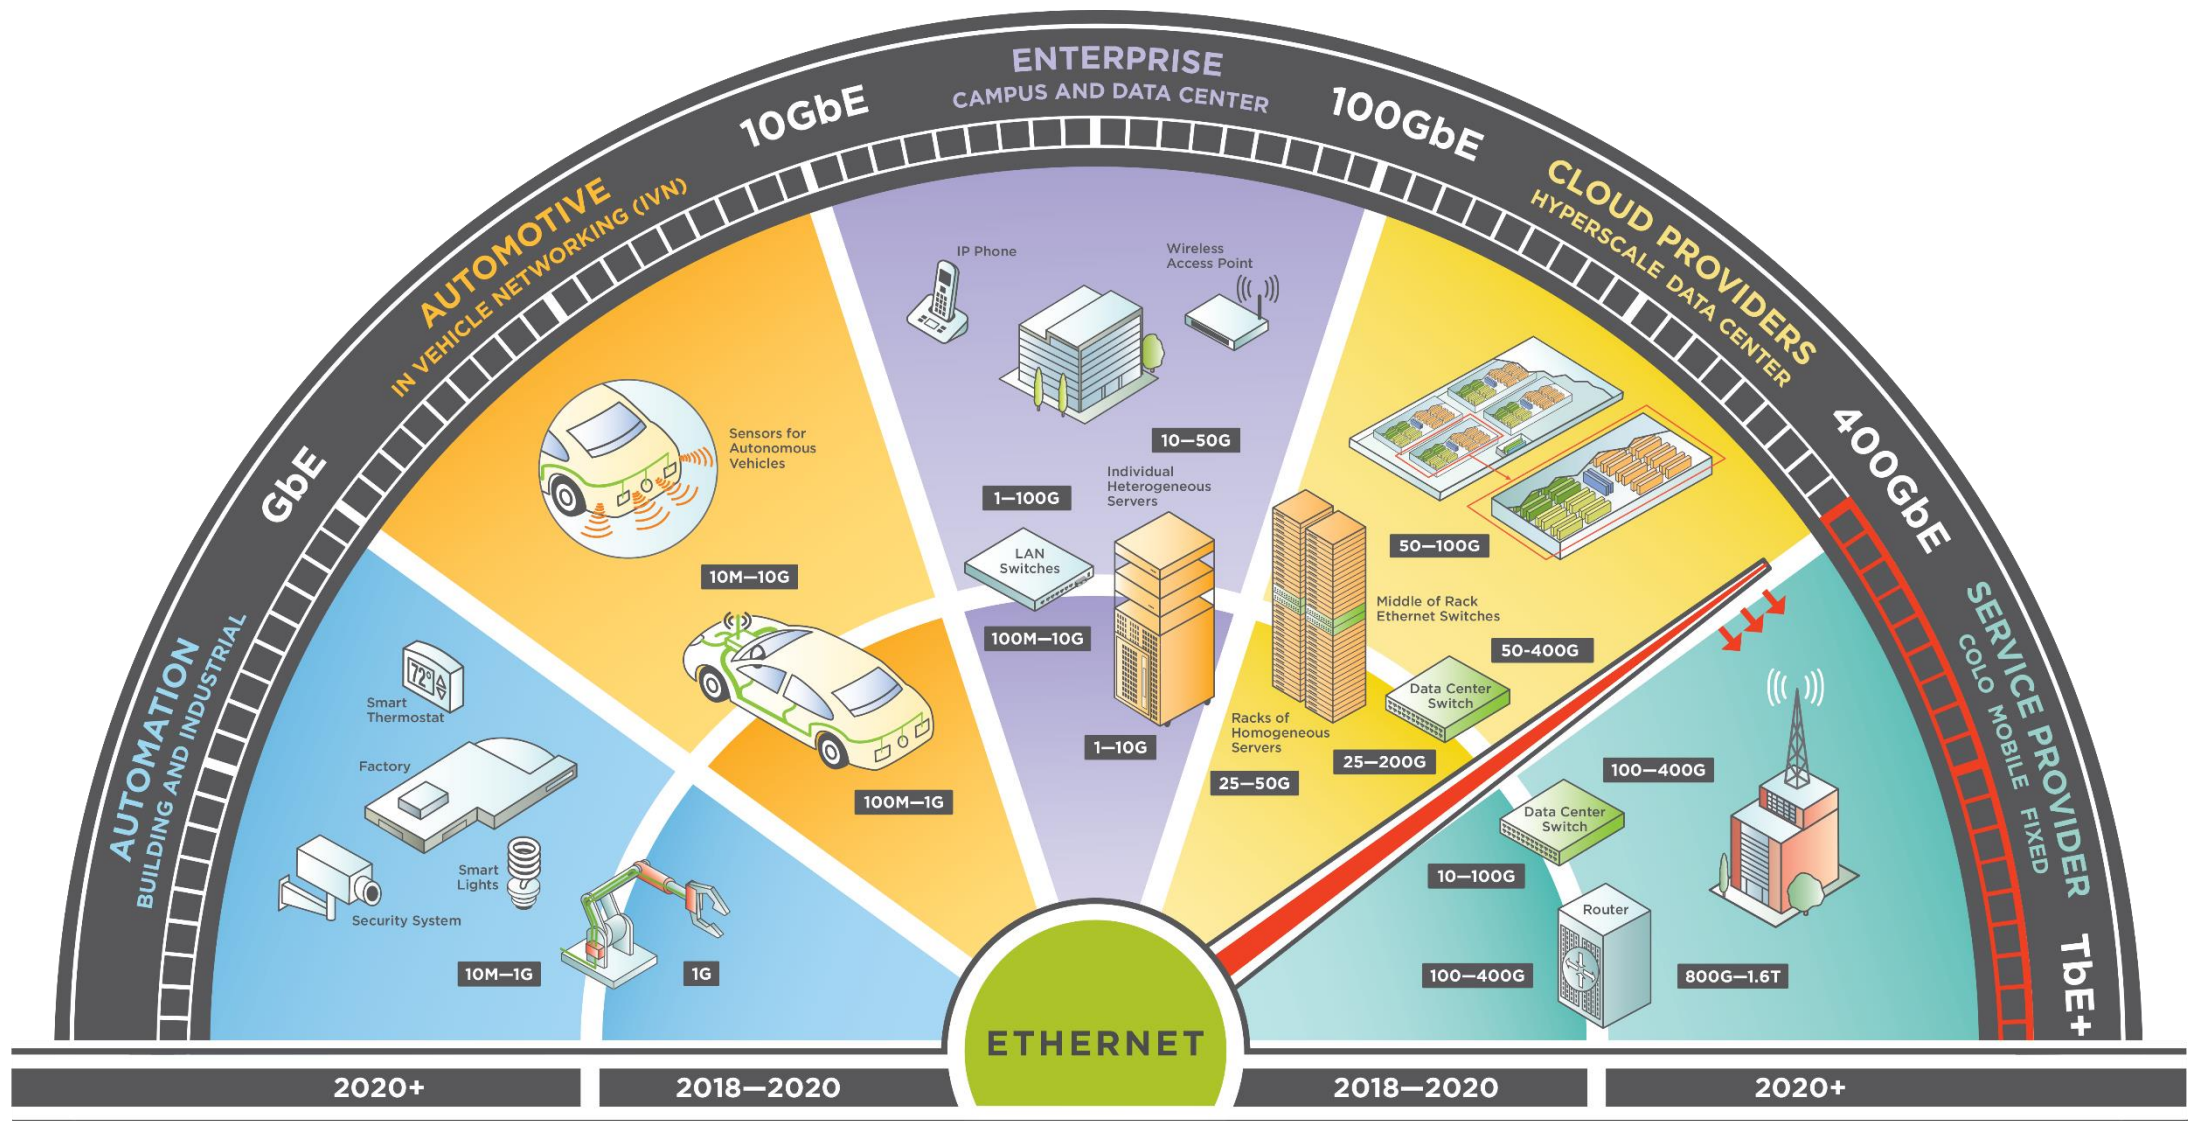 ENTERPRISE
CAMPUS AND DATA CENTER
10GbE
100GbE
AUTOMOTIVE
IN VEHICLE NETWORKING (IVN)
CLOUD PROVIDERS
HYPERSCALE DATA CENTER
GbE
400GbE
AUTOMATION
BUILDING AND INDUSTRIAL
SERVICE PROVIDER
COLO MOBILE FIXED
TbE+
Smart
Thermostat
72°
Factory
Security System
Smart
Lights
10M—1G
1G
Sensors for
Autonomous
Vehicles
10M—10G
100M—1G
IP Phone
Wireless
Access Point
10—50G
Individual
Heterogeneous
Servers
1—100G
LAN
Switches
100M—10G
1—10G
50—100G
Middle of Rack
Ethernet Switches
50-400G
Data Center
Switch
Racks of
Homogeneous
Servers
25—200G
25—50G
100—400G
Data Center
Switch
10—100G
Router
100—400G
800G—1.6T
ETHERNET
2020+
2018—2020
2018—2020
2020+